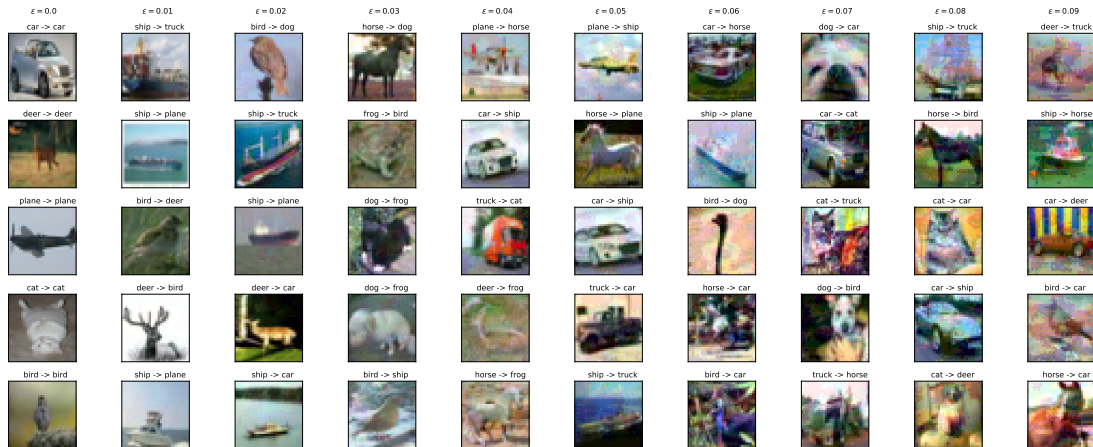 ε = 0.0 ε = 0.01 ε = 0.02 ε = 0.03 ε = 0.04 ε = 0.05 ε = 0.06 ε = 0.07 ε = 0.08 ε = 0.09
car -> car ship -> truck bird -> dog horse -> dog plane -> horse plane -> ship car -> horse dog -> car ship -> truck deer -> truck
deer -> deer ship -> plane ship -> truck frog -> bird car -> ship horse -> plane ship -> plane car -> cat horse -> bird ship -> horse
plane -> plane bird -> deer ship -> plane dog -> frog truck -> cat car -> ship bird -> dog cat -> truck cat -> car car -> deer
cat -> cat deer -> bird deer -> car dog -> frog deer -> frog truck -> car horse -> car dog -> bird car -> ship bird -> car
bird -> bird ship -> plane ship -> car bird -> ship horse -> frog ship -> truck bird -> car truck -> horse cat -> deer horse -> car